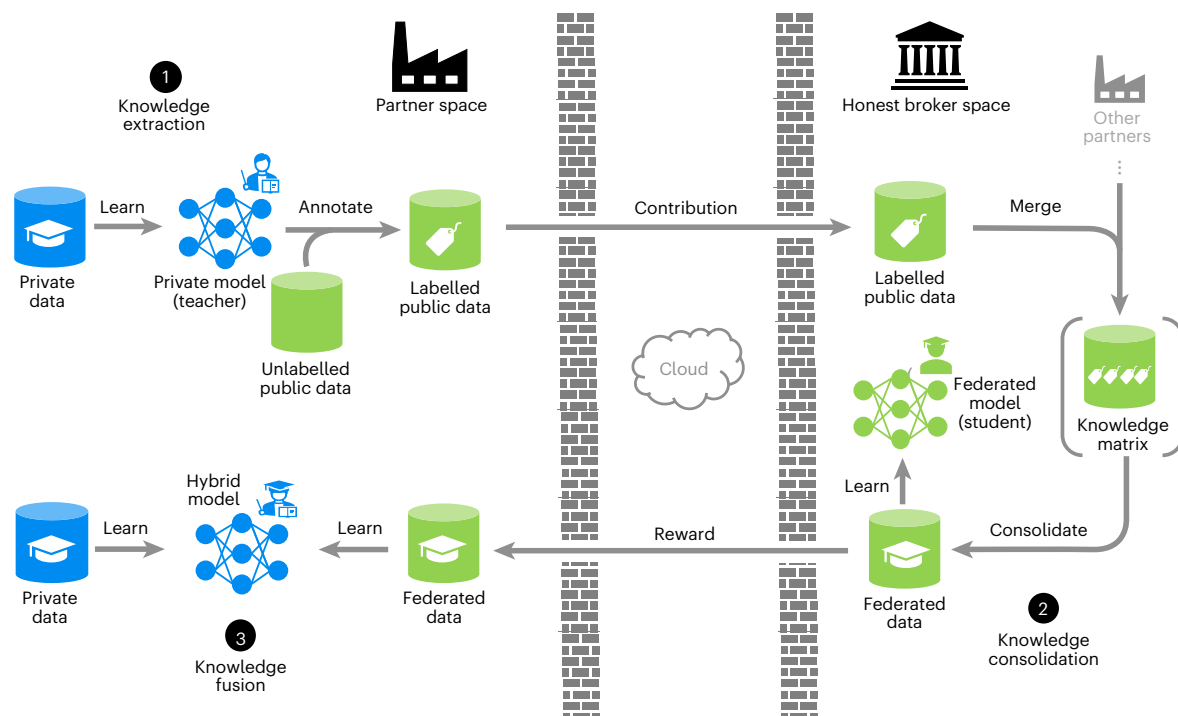 1
Knowledge
extraction
Partner space
Honest broker space
Other
partners
Learn
Annotate
Contribution
Merge
Private
data
Private model
(teacher)
Labelled
public data
Labelled
public data
Unlabelled
public data
Cloud
Federated
model
(student)
Knowledge
matrix
Hybrid
model
Learn
Learn
Learn
Reward
Consolidate
Private
data
Federated
data
Federated
data
2
Knowledge
consolidation
3
Knowledge
fusion